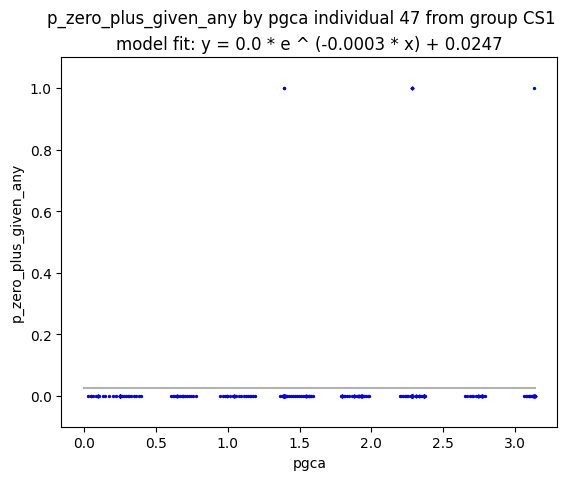 p_zero_plus_given_any by pgca individual 47 from group CS1
model fit: y = 0.0 * e ^ (-0.0003 * x) + 0.0247
1.0
0.8
0.6
0.4
0.2
0.0
p_zero_plus_given_any
0.0 0.5 1.0 1.5 2.0 2.5 3.0
pgca